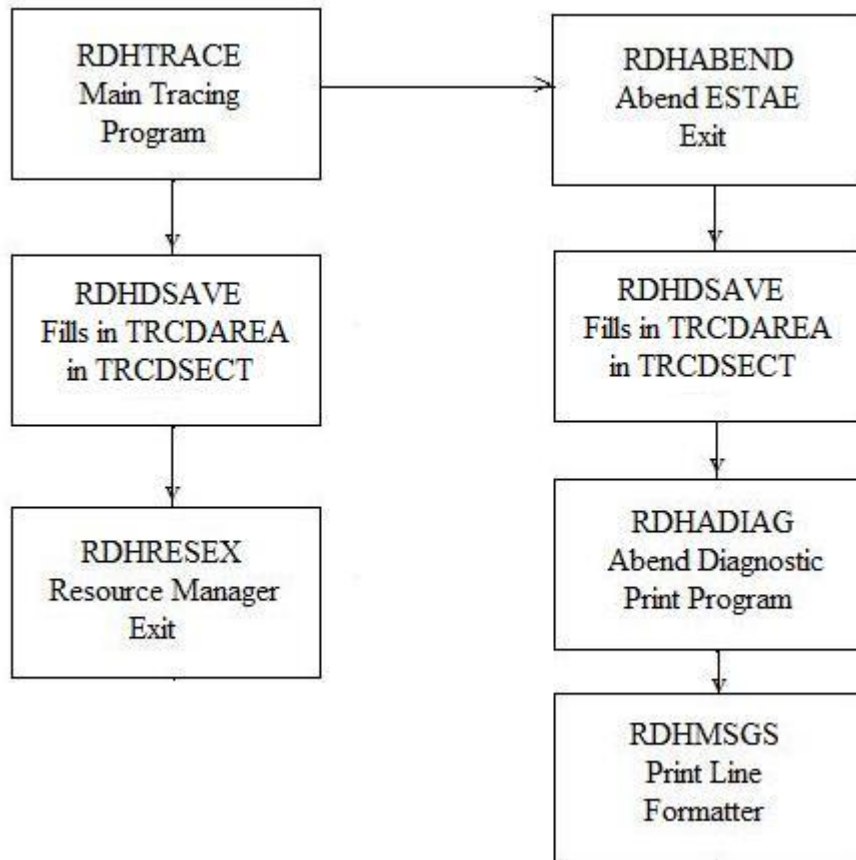 RDHTRACE
Main Tracing
Program
RDHABEND
Abend ESTAE
Exit
RDHDSAVE
Fills in TRCDAREA
in TRCDSECT
RDHDSAVE
Fills in TRCDAREA
in TRCDSECT
RDHRESEX
Resource Manager
Exit
RDHADIAG
Abend Diagnostic
Print Program
RDHMSGS
Print Line
Formatter